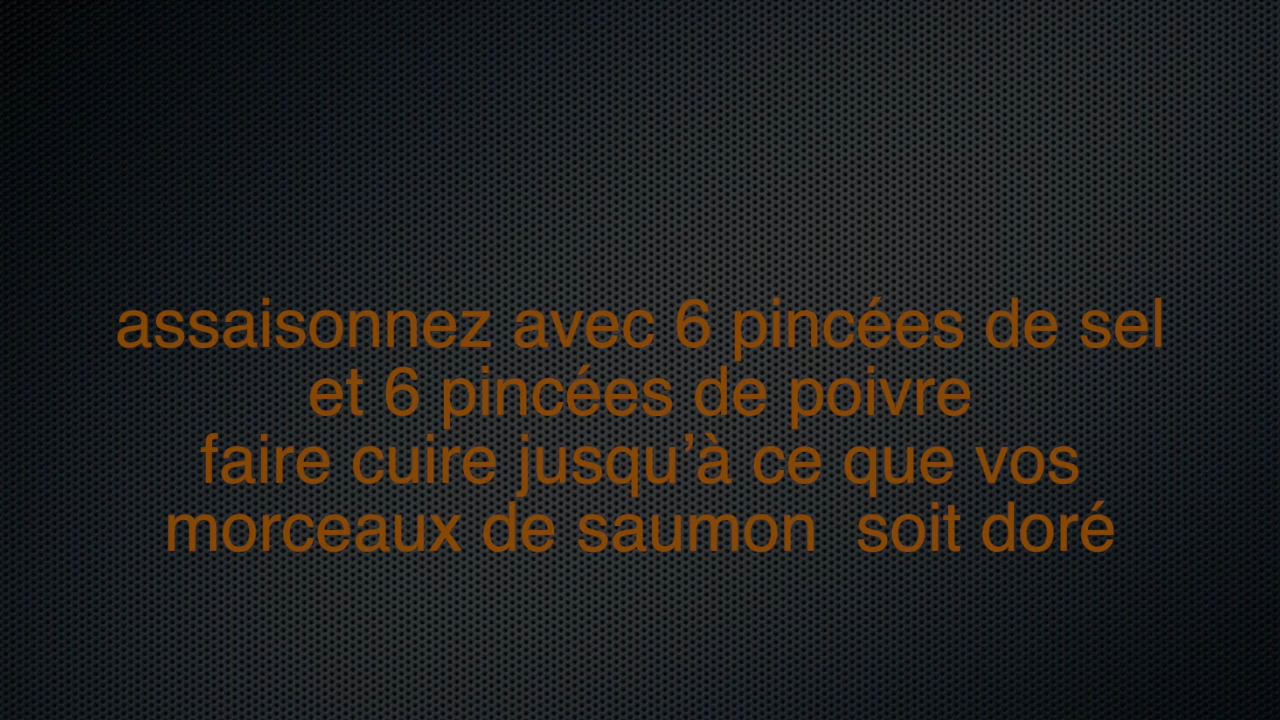 assaisonnez avec 6 pincées de sel
et 6 pincées de poivre
faire cuire jusqu’à ce que vos
morceaux de saumon  soit doré